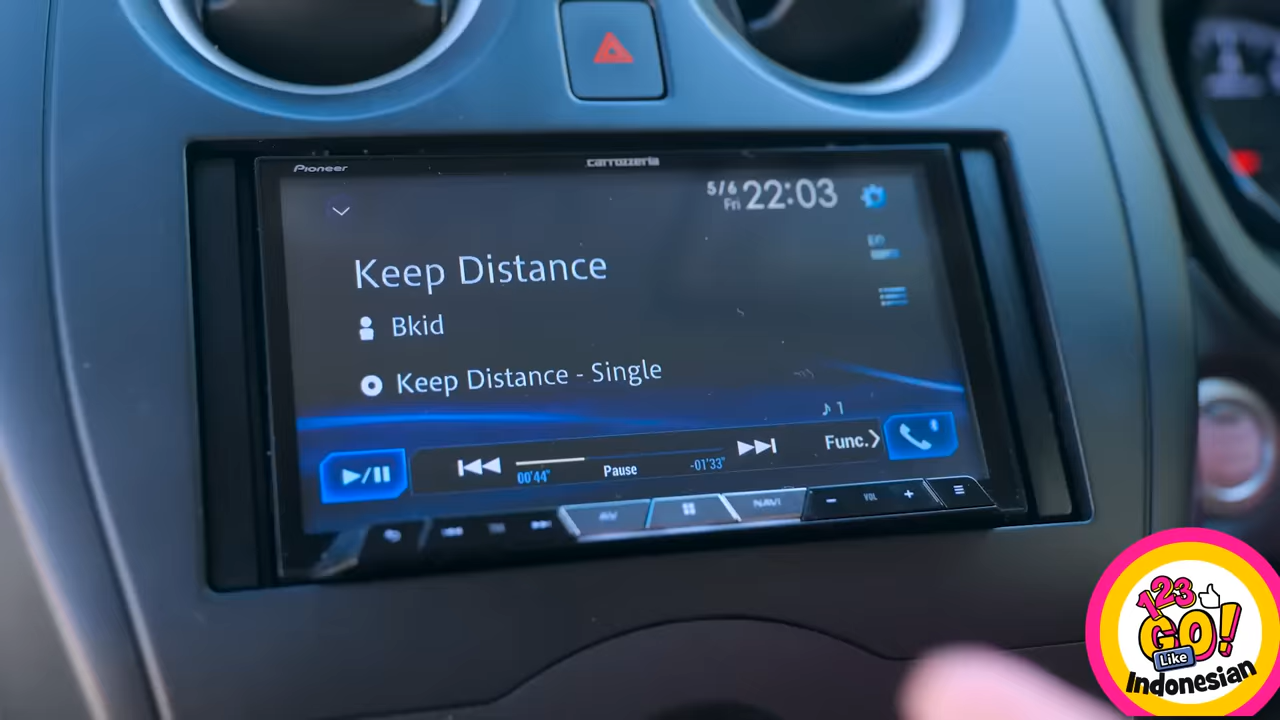 Pioneer
carrozzeria
5/6
Fri
22:03
Keep Distance
Bkid
Keep Distance - Single
♪ 1
Func.
00'44"
Pause
-01'33"
AV
NAVI
- VOL +
123
GO!
Like
Indonesian